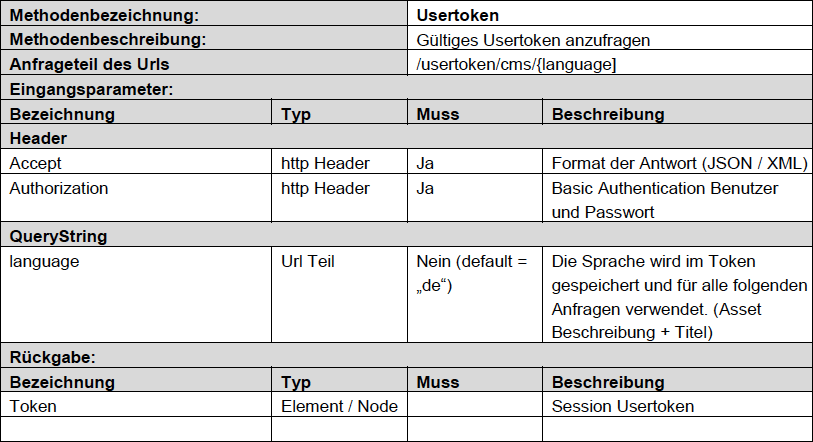 Methodenbezeichnung: Usertoken
Methodenbeschreibung: Gültiges Usertoken anzufragen
Anfrageteil des Urls /usertoken/cms/{language]
Eingangsparameter:
Bezeichnung Typ Muss Beschreibung
Header
Accept http Header Ja Format der Antwort (JSON / XML)
Authorization http Header Ja Basic Authentication Benutzer
und Passwort
QueryString
language Url Teil Nein (default = Die Sprache wird im Token
„de“) gespeichert und für alle folgenden
Anfragen verwendet. (Asset
Beschreibung + Titel)
Rückgabe:
Bezeichnung Typ Muss Beschreibung
Token Element / Node Session Usertoken